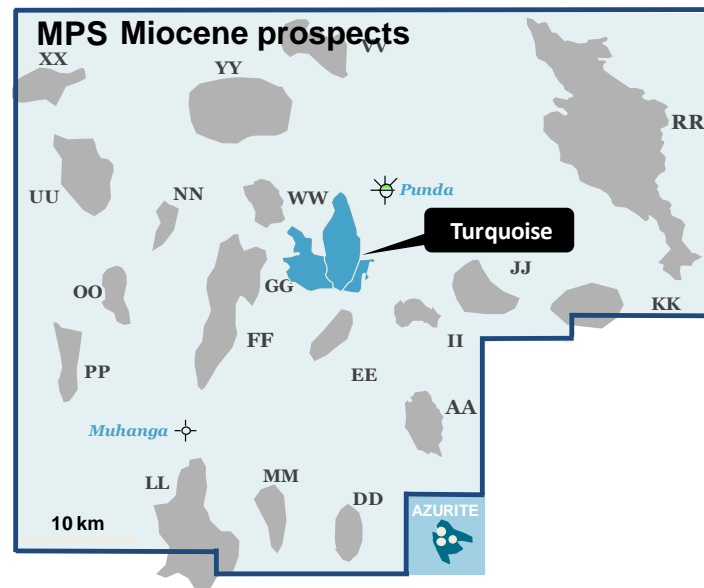 MPS Miocene prospects
XX
YY
VV
RR
UU
NN
WW
Punda
Turquoise
OO
GG
JJ
KK
FF
II
PP
EE
AA
Muhanga
LL
MM
DD
AZURITE
10 km